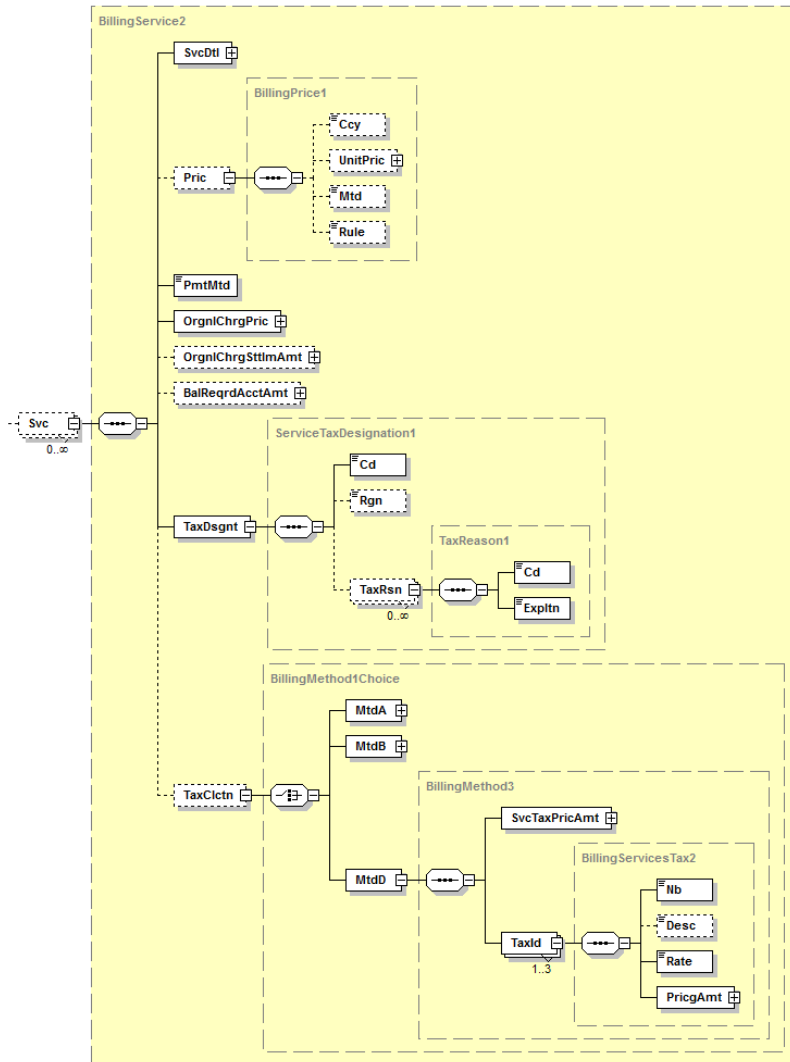 BillingService2
SvcDtl
BillingPrice1
Ccy
UnitPric
Pric
Mtd
Rule
PmtMtd
OrgnlChrgPric
OrgnlChrgSttlmAmt
BalReqrdAcctAmt
Svc
0..∞
ServiceTaxDesignation1
Cd
Rgn
TaxDsgnt
TaxReason1
Cd
TaxRsn
0..∞
Expltn
BillingMethod1Choice
MtdA
MtdB
BillingMethod3
TaxClctn
SvcTaxPricAmt
BillingServicesTax2
MtdD
Nb
Desc
TaxId
1..3
Rate
PricgAmt